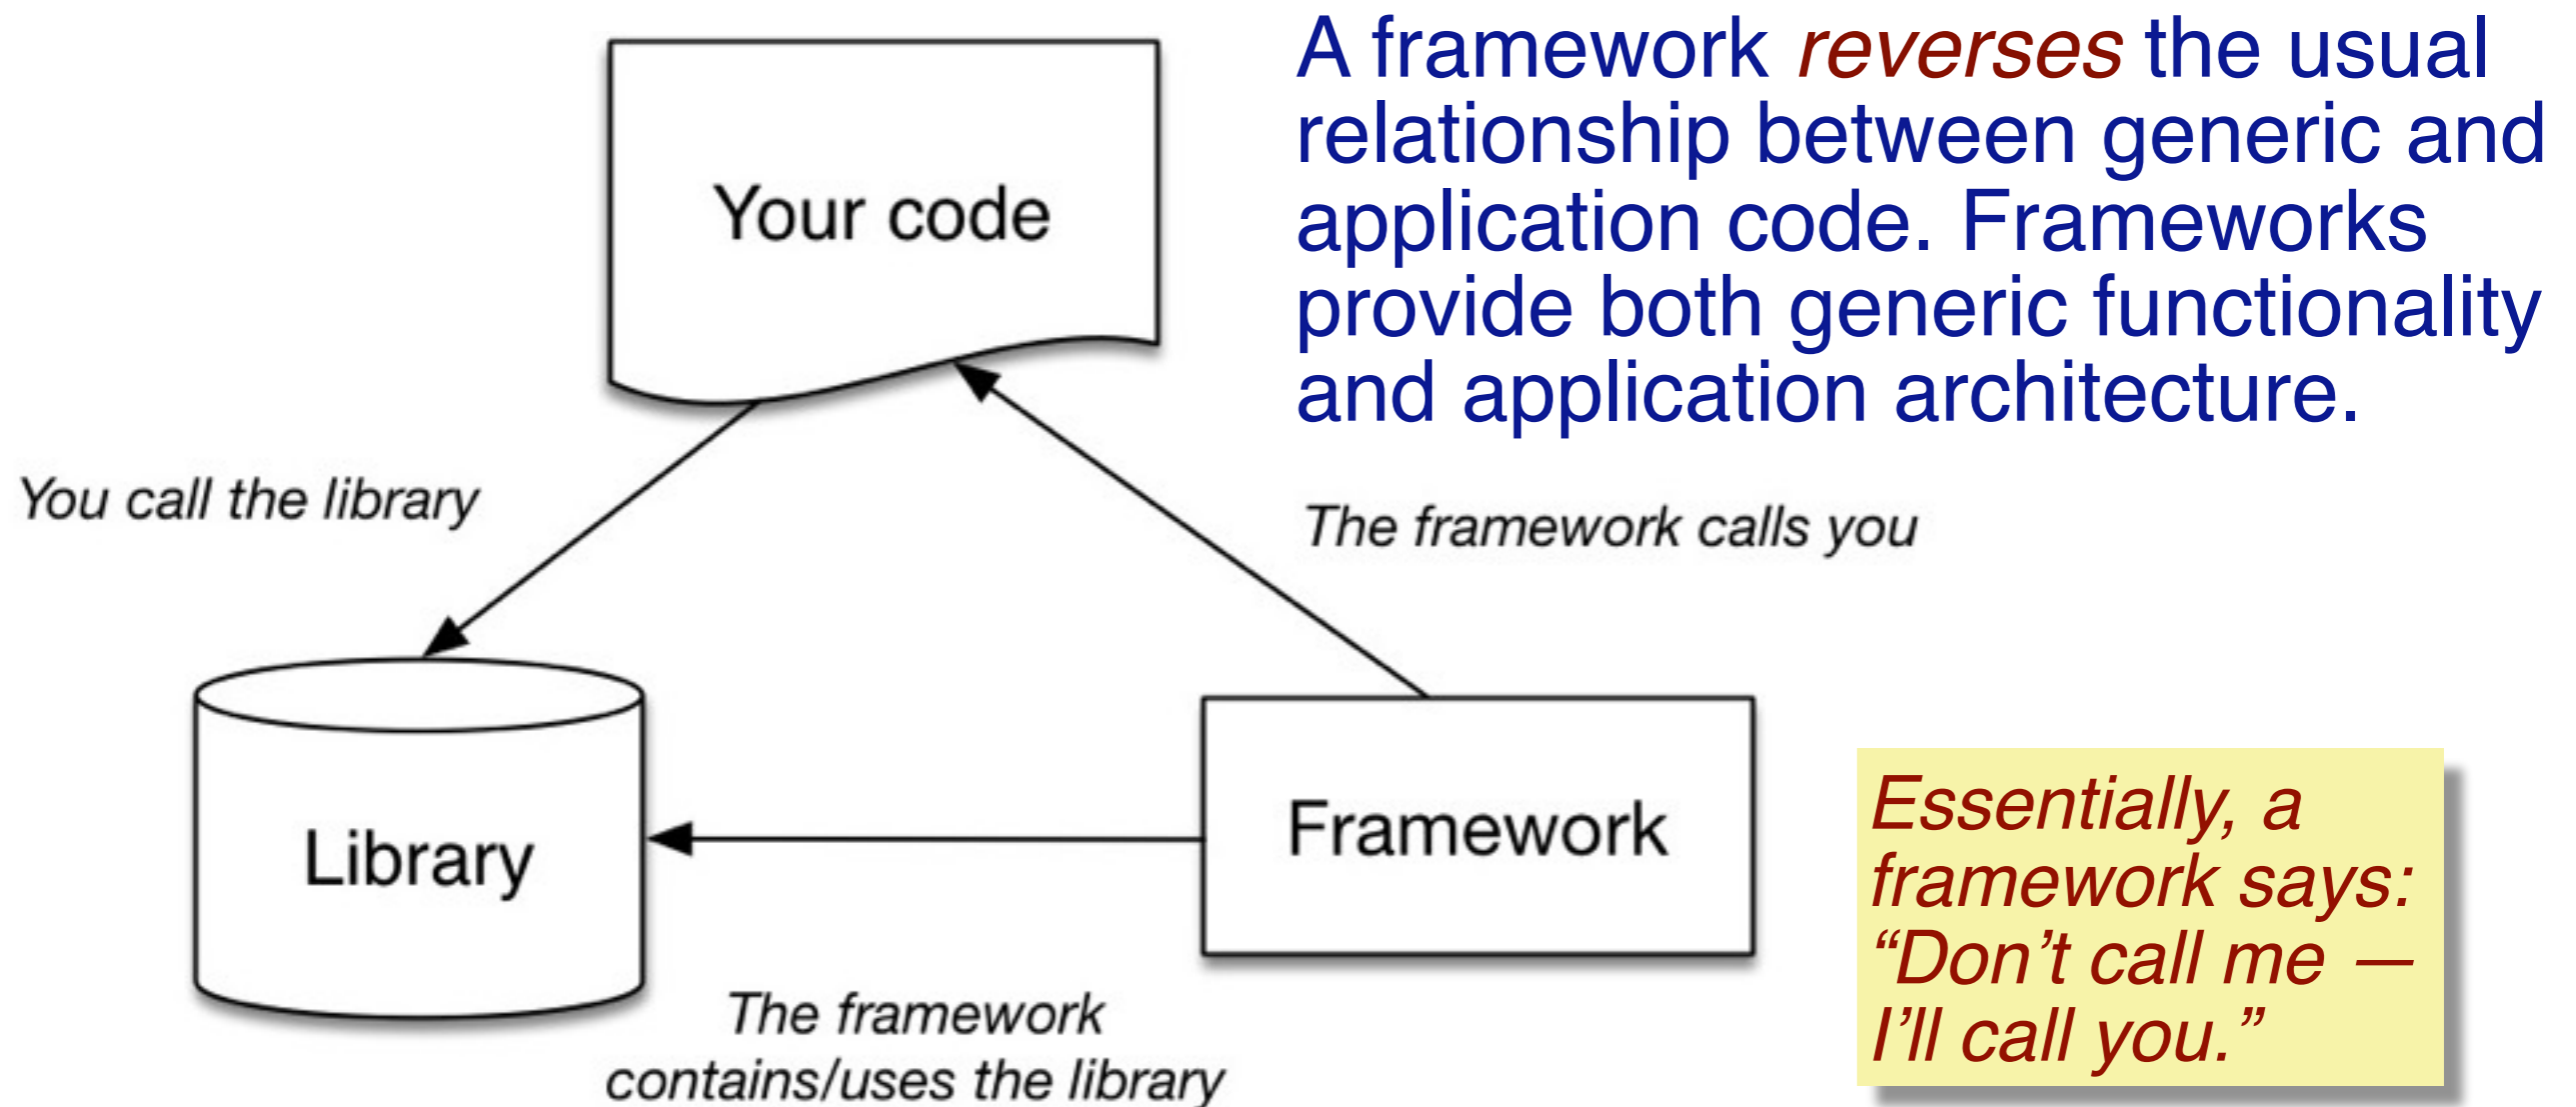 A framework reverses the usual
relationship between generic and
application code. Frameworks
provide both generic functionality
and application architecture.
Your code
You call the library
The framework calls you
Library
Framework
The framework
contains/uses the library
Essentially, a
framework says:
“Don’t call me —
I’ll call you.”